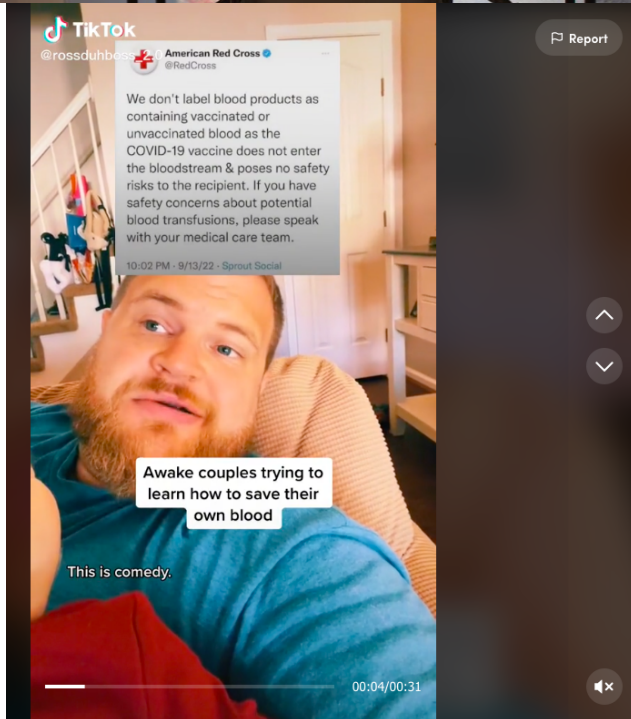 TikTok
Report
@rossduhboss
American Red Cross
@RedCross
We don't label blood products as
containing vaccinated or
unvaccinated blood as the
COVID-19 vaccine does not enter
the bloodstream & poses no safety
risks to the recipient. If you have
safety concerns about potential
blood transfusions, please speak
with your medical care team.
10:02 PM - 9/13/22 - Sprout Social
Awake couples trying to
learn how to save their
own blood
This is comedy.
00:04/00:31